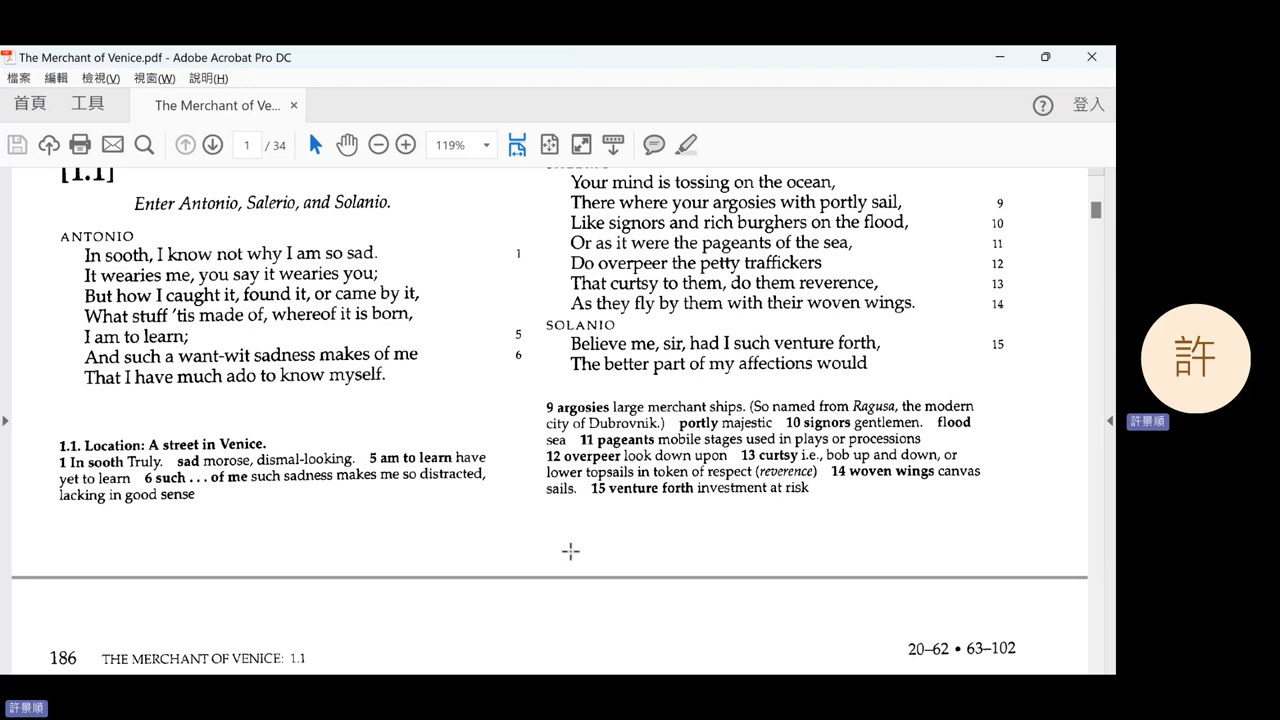 The Merchant of Venice.pdf - Adobe Acrobat Pro DC
檔案 編輯 檢視(V) 視窗(W) 說明(H)
首頁 工具 The Merchant of Ve... × ? 登入
1 / 34 119%
[1.1]
Enter Antonio, Salerio, and Solanio.
ANTONIO
In sooth, I know not why I am so sad. 1
It wearies me, you say it wearies you;
But how I caught it, found it, or came by it,
What stuff ’tis made of, whereof it is born,
I am to learn; 5
And such a want-wit sadness makes of me 6
That I have much ado to know myself.
1.1. Location: A street in Venice.
1 In sooth Truly. sad morose, dismal-looking. 5 am to learn have
yet to learn 6 such . . . of me such sadness makes me so distracted,
lacking in good sense
Your mind is tossing on the ocean,
There where your argosies with portly sail, 9
Like signors and rich burghers on the flood, 10
Or as it were the pageants of the sea, 11
Do overpeer the petty traffickers 12
That curtsy to them, do them reverence, 13
As they fly by them with their woven wings. 14
SOLANIO
Believe me, sir, had I such venture forth, 15
The better part of my affections would
9 argosies large merchant ships. (So named from Ragusa, the modern
city of Dubrovnik.) portly majestic 10 signors gentlemen. flood
sea 11 pageants mobile stages used in plays or processions
12 overpeer look down upon 13 curtsy i.e., bob up and down, or
lower topsails in token of respect (reverence) 14 woven wings canvas
sails. 15 venture forth investment at risk
186 THE MERCHANT OF VENICE: 1.1
20–62 • 63–102
許
許景順
許景順